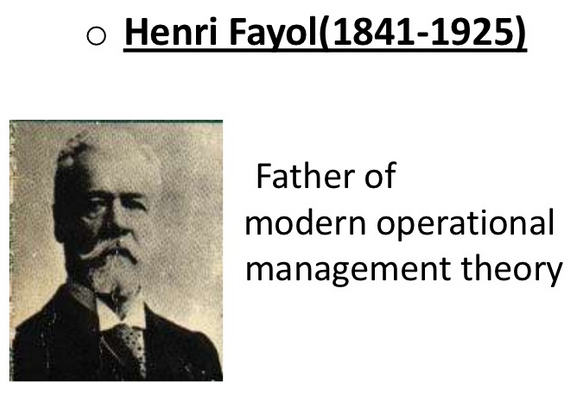 ○ Henri Fayol(1841-1925)
Father of
modern operational
management theory